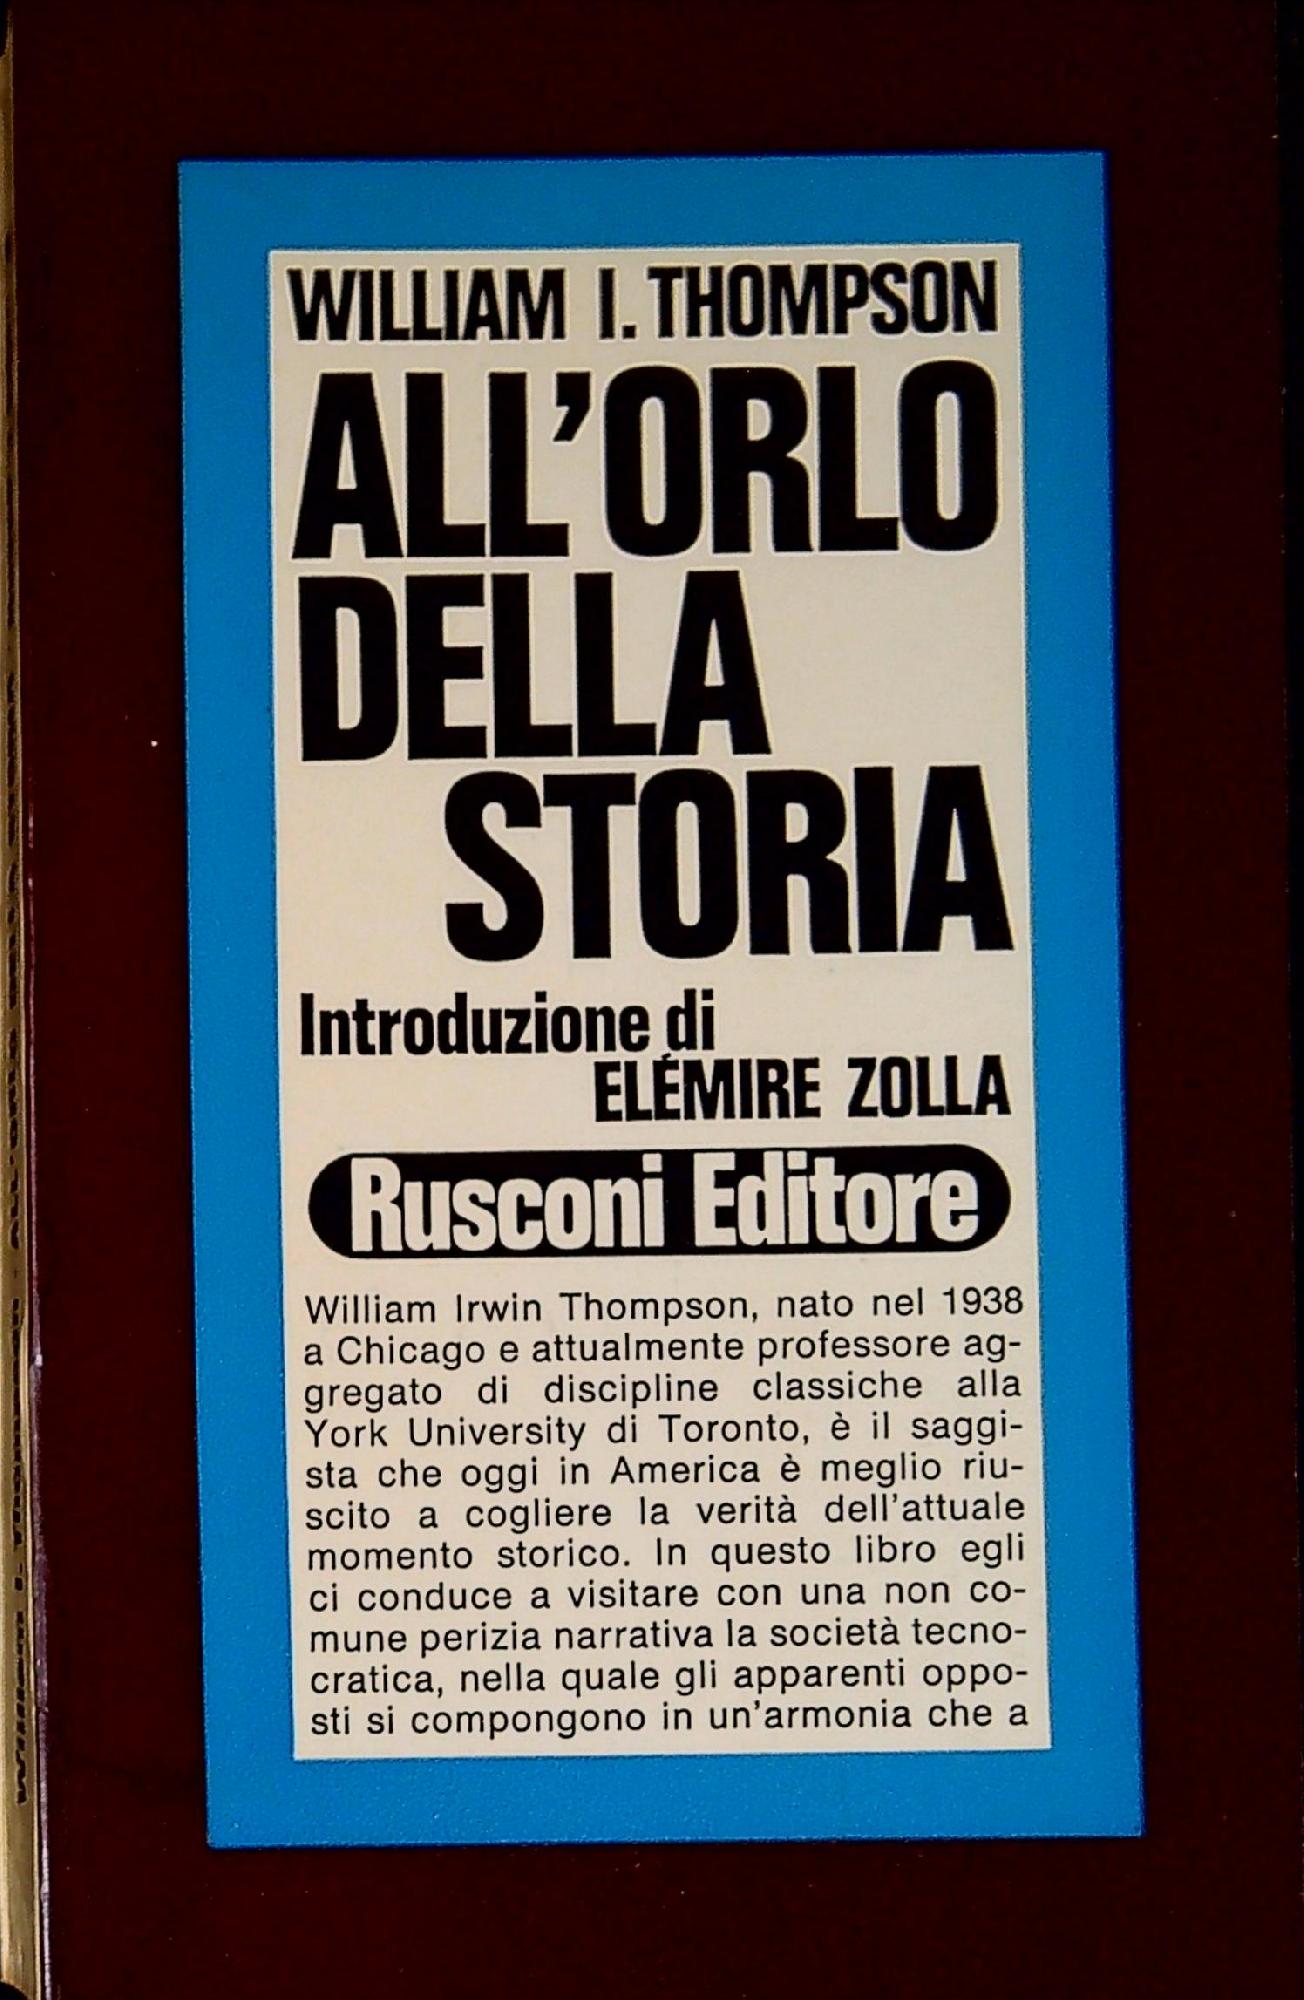 WILLIAM I. THOMPSON
ALL'ORLO
DELLA
STORIA
Introduzione di
ELÉMIRE ZOLLA
Rusconi Editore
William Irwin Thompson, nato nel 1938
a Chicago e attualmente professore ag-
gregato di discipline classiche alla
York University di Toronto, è il saggi-
sta che oggi in America è meglio riu-
scito a cogliere la verità dell'attuale
momento storico. In questo libro egli
ci conduce a visitare con una non co-
mune perizia narrativa la società tecno-
cratica, nella quale gli apparenti oppo-
sti si compongono in un'armonia che a